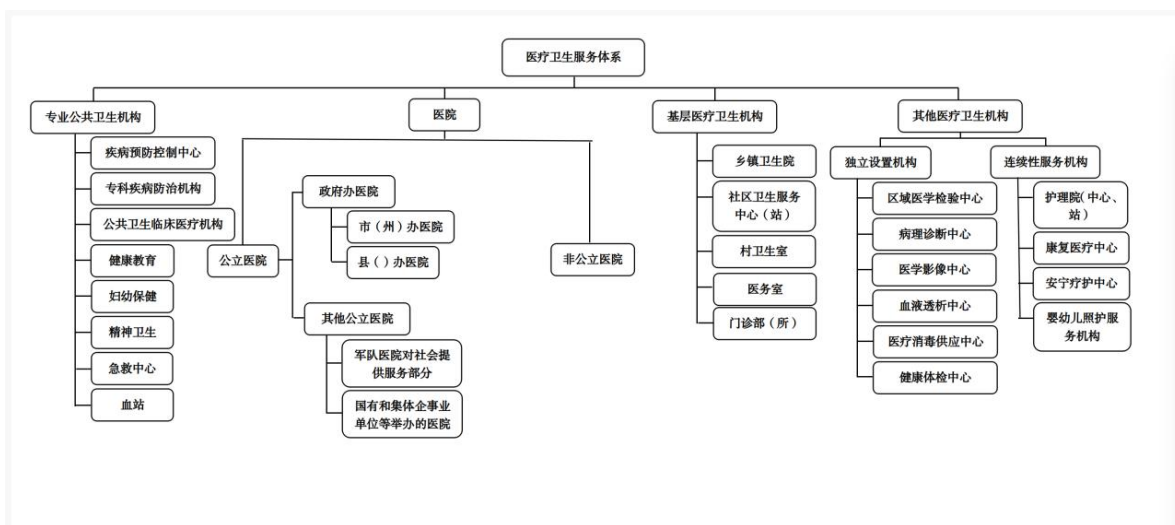 医疗卫生服务体系
专业公共卫生机构
疾病预防控制中心
专科疾病防治机构
公共卫生临床医疗机构
健康教育
妇幼保健
精神卫生
急救中心
血站
医院
公立医院
政府办医院
市（州）办医院
县（）办医院
其他公立医院
军队医院对社会提
供服务部分
国有和集体企事业
单位等举办的医院
非公立医院
基层医疗卫生机构
乡镇卫生院
社区卫生服务
中心（站）
村卫生室
医务室
门诊部（所）
其他医疗卫生机构
独立设置机构
区域医学检验中心
病理诊断中心
医学影像中心
血液透析中心
医疗消毒供应中心
健康体检中心
连续性服务机构
护理院(中心、
站）
康复医疗中心
安宁疗护中心
婴幼儿照护服
务机构